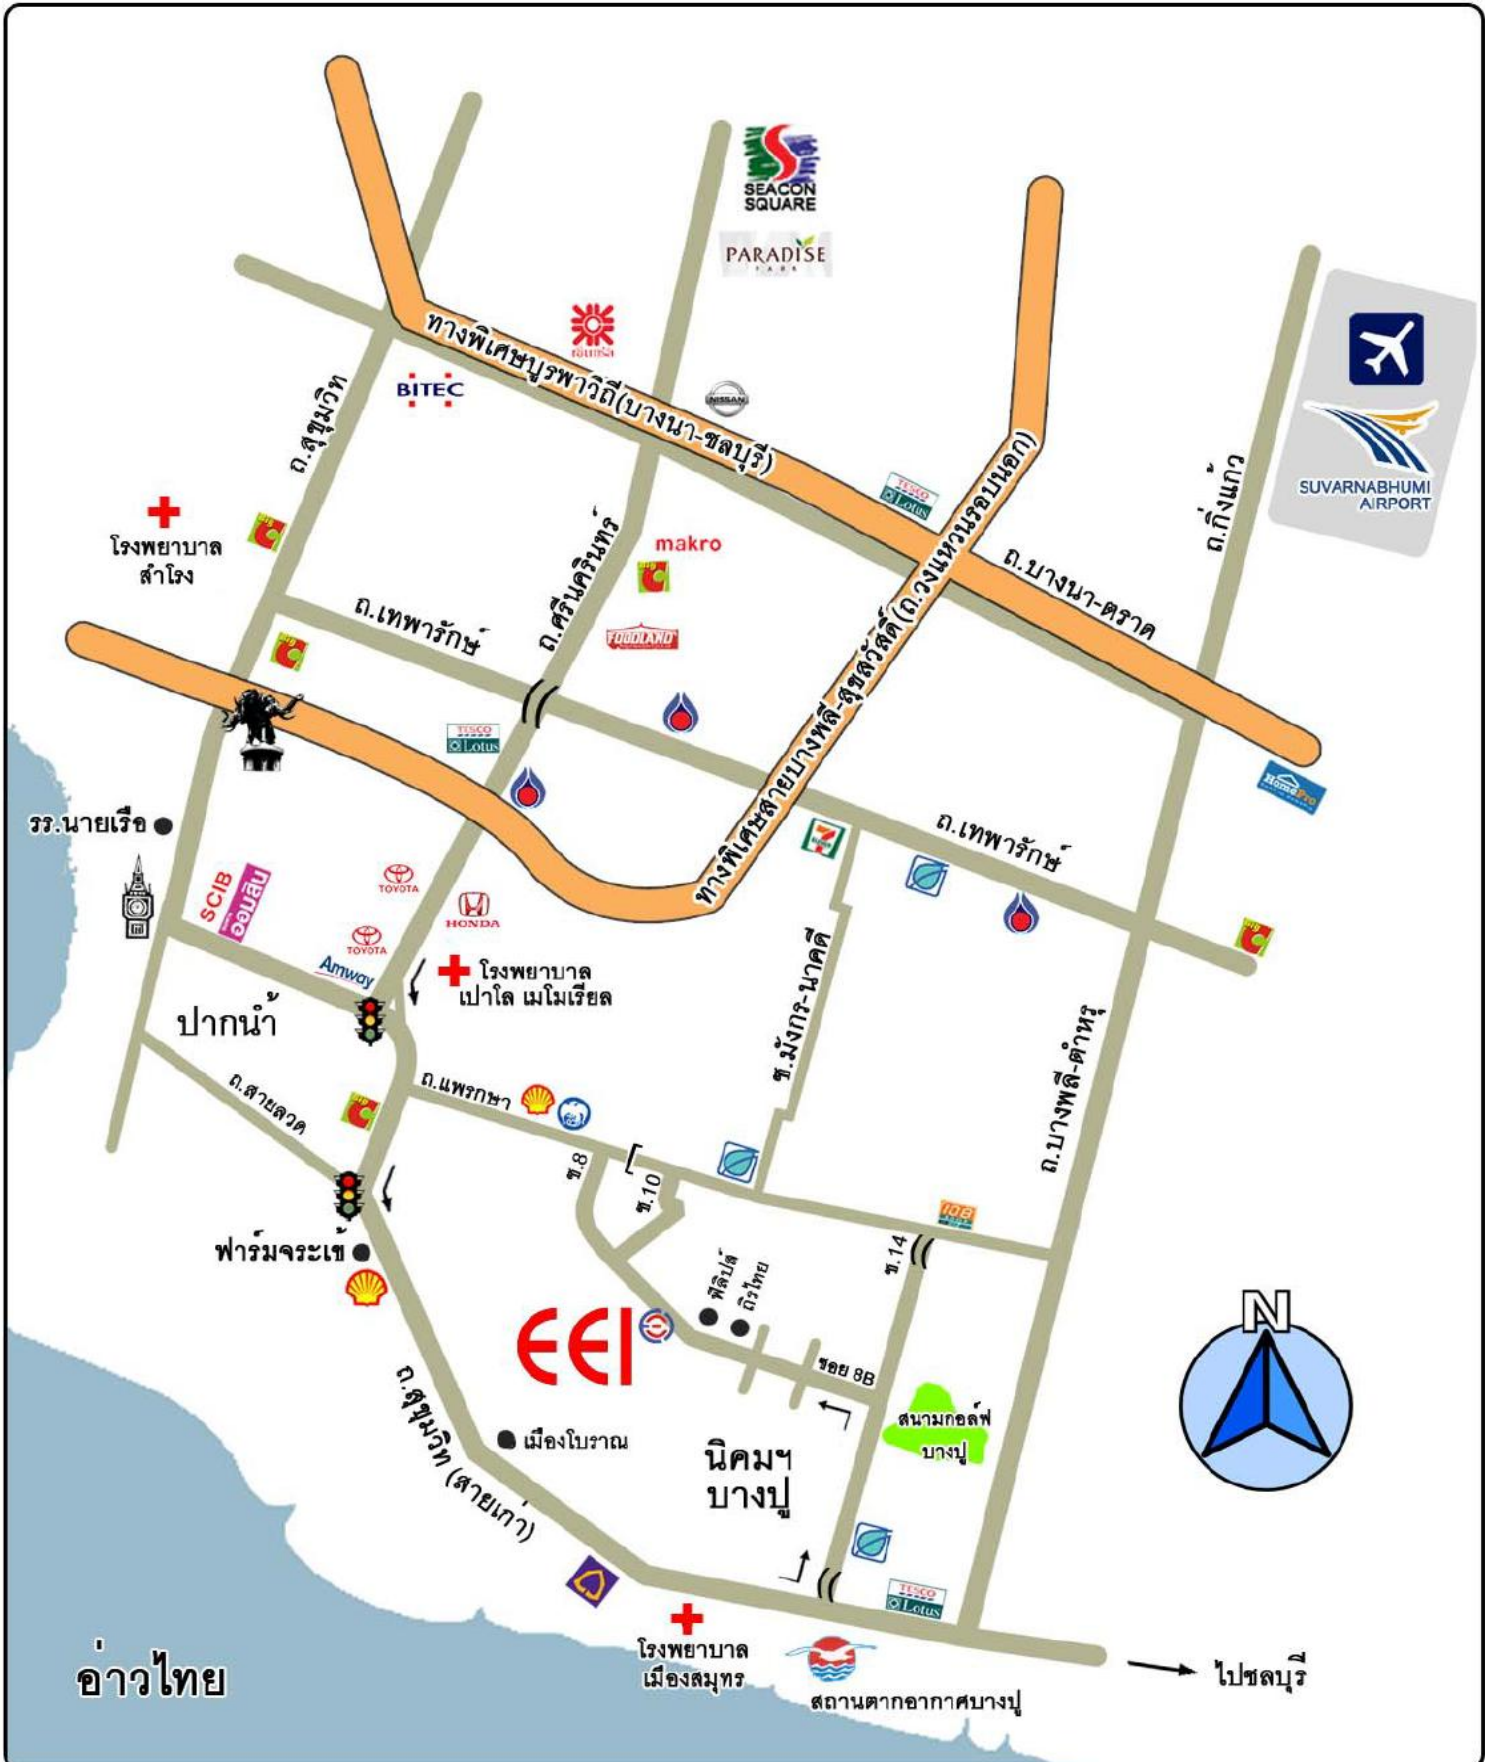 SEACON
SQUARE
PARADISE
PARK
ทางพิเศษบูรพาวิถี(บางนา-ชลบุรี)
BITEC
NISSAN
ถ.สุขุมวิท
SUVARNABHUMI
AIRPORT
ถ.กิ่งแก้ว
TESCO
Lotus
โรงพยาบาล
สำโรง
BIG
C
makro
BIG
C
ถ.ศรีนครินทร์
ถ.บางนา-ตราด
ถ.เทพารักษ์
FOODLAND
BIG
C
ทางพิเศษสายบางพลี-สุขสวัสดิ์(ถ.วงแหวนรอบนอก)
TESCO
Lotus
HomePro
รร.นายเรือ
7
ELEVEN
ถ.เทพารักษ์
SCIB
ออมสิน
TOYOTA
HONDA
TOYOTA
BIG
C
Amway
โรงพยาบาล
เปาโล เมโมเรียล
ปากน้ำ
ซ.มังกร-นาคดี
ถ.บางพลี-ตำหรุ
ถ.สายลวด
BIG
C
ถ.แพรกษา
ซ.8
ซ.10
ซ.14
ฟาร์มจระเข้
ฟิลิปส์
ถิรไทย
EEI
ซอย 8B
N
สนามกอล์ฟ
บางปู
ถ.สุขุมวิท (สายเก่า)
เมืองโบราณ
นิคมฯ
บางปู
TESCO
Lotus
โรงพยาบาล
เมืองสมุทร
อ่าวไทย
ไปชลบุรี
สถานตากอากาศบางปู